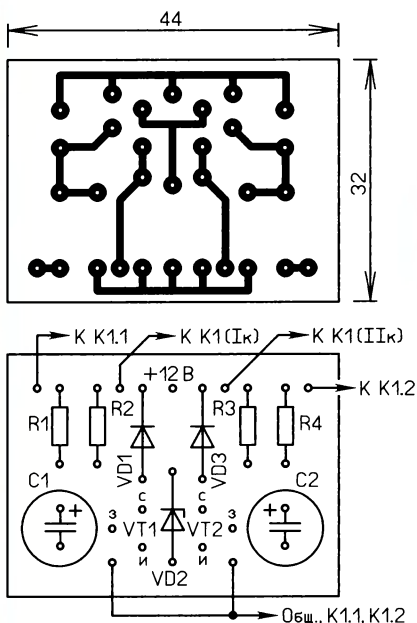 44
32
К К1.1
К К1(Iк)
К К1(IIк)
+12 В
К К1.2
R1
R2
R3
R4
VD1
VD3
C1
C2
+
с
с
+
з
VT1
VT2
з
и
и
VD2
Общ., К1.1, К1.2